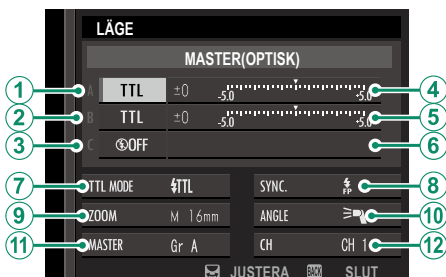 LÄGE
MASTER(OPTISK)
1 A TTL ±0 -5.0 +5.0 4
2 B TTL ±0 -5.0 +5.0 5
3 C OFF 6
7 TTL MODE TTL SYNC. FP 8
9 ZOOM M 16mm ANGLE 10
11 MASTER Gr A CH CH 1 12
JUSTERA BACK SLUT